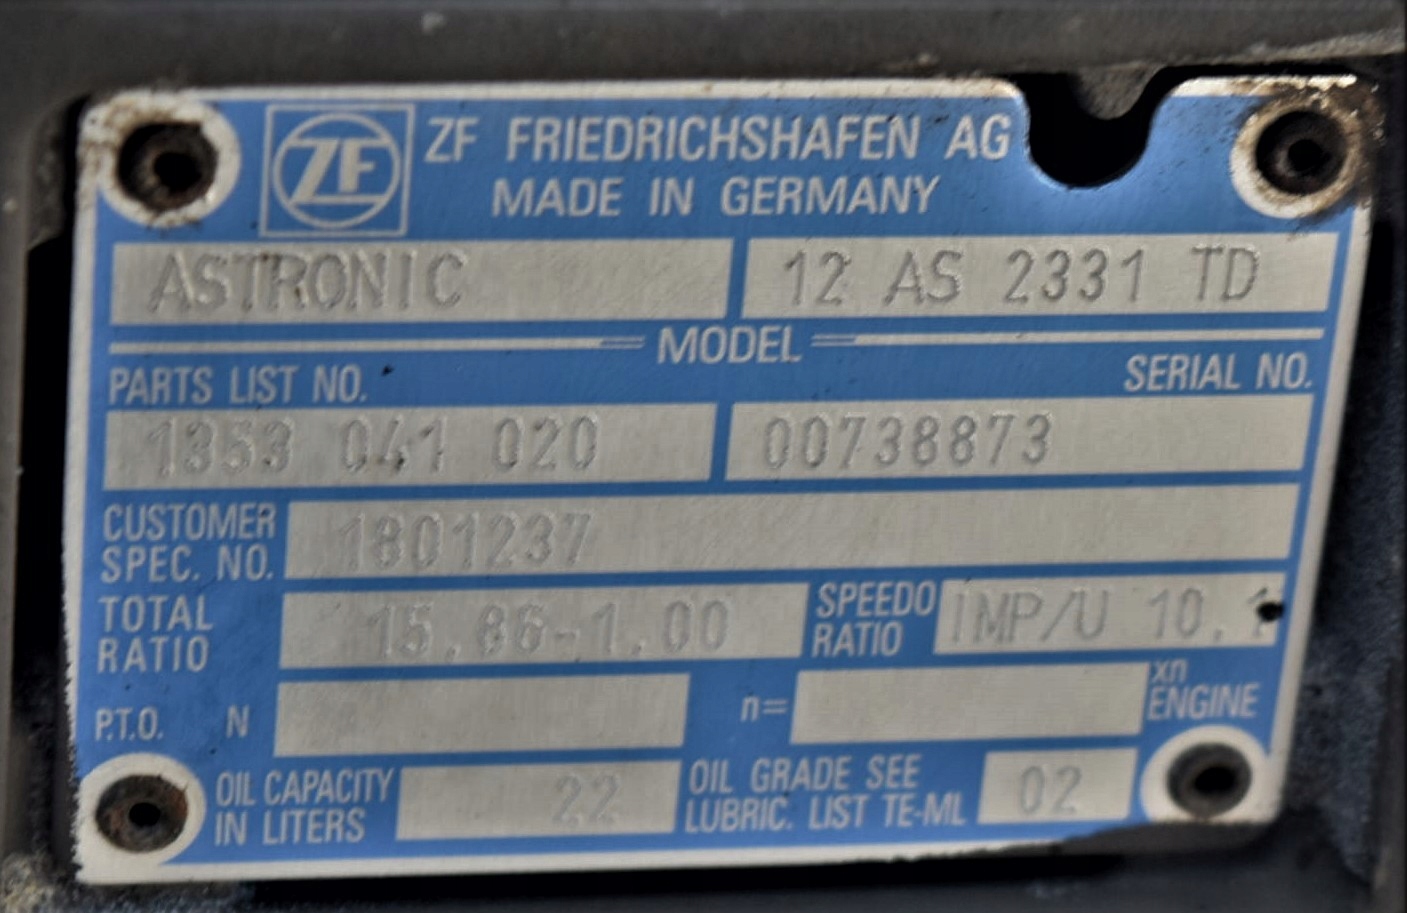 ZF ZF FRIEDRICHSHAFEN AG
MADE IN GERMANY
ASTRONIC 12 AS 2331 TD
MODEL
PARTS LIST NO. SERIAL NO.
1353 041 020 00738873
CUSTOMER SPEC. NO. 1801237
TOTAL RATIO 15.86-1.00 SPEEDO RATIO IMP/U 10.1
P.T.O. N n= xn ENGINE
OIL CAPACITY IN LITERS 22 OIL GRADE SEE LUBRIC. LIST TE-ML 02